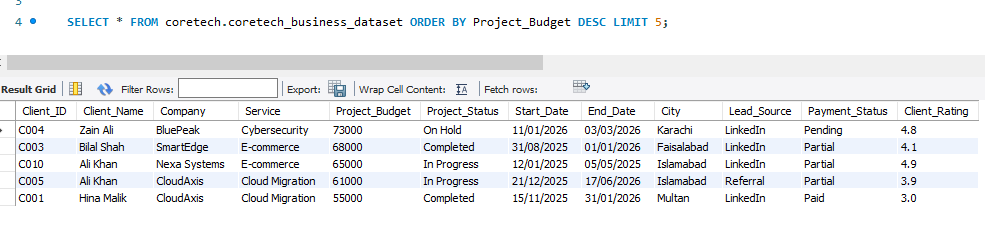 3
4 SELECT * FROM coretech.coretech_business_dataset ORDER BY Project_Budget DESC LIMIT 5;
Result Grid Filter Rows: Export: Wrap Cell Content: Fetch rows:
Client_ID Client_Name Company Service Project_Budget Project_Status Start_Date End_Date City Lead_Source Payment_Status Client_Rating
C004 Zain Ali BluePeak Cybersecurity 73000 On Hold 11/01/2026 03/03/2026 Karachi LinkedIn Pending 4.8
C003 Bilal Shah SmartEdge E-commerce 68000 Completed 31/08/2025 01/01/2026 Faisalabad LinkedIn Partial 4.1
C010 Ali Khan Nexa Systems E-commerce 65000 In Progress 12/01/2025 05/05/2025 Islamabad LinkedIn Partial 4.9
C005 Ali Khan CloudAxis Cloud Migration 61000 In Progress 21/12/2025 17/06/2026 Islamabad Referral Partial 3.9
C001 Hina Malik CloudAxis Cloud Migration 55000 Completed 15/11/2025 31/01/2026 Multan LinkedIn Paid 3.0